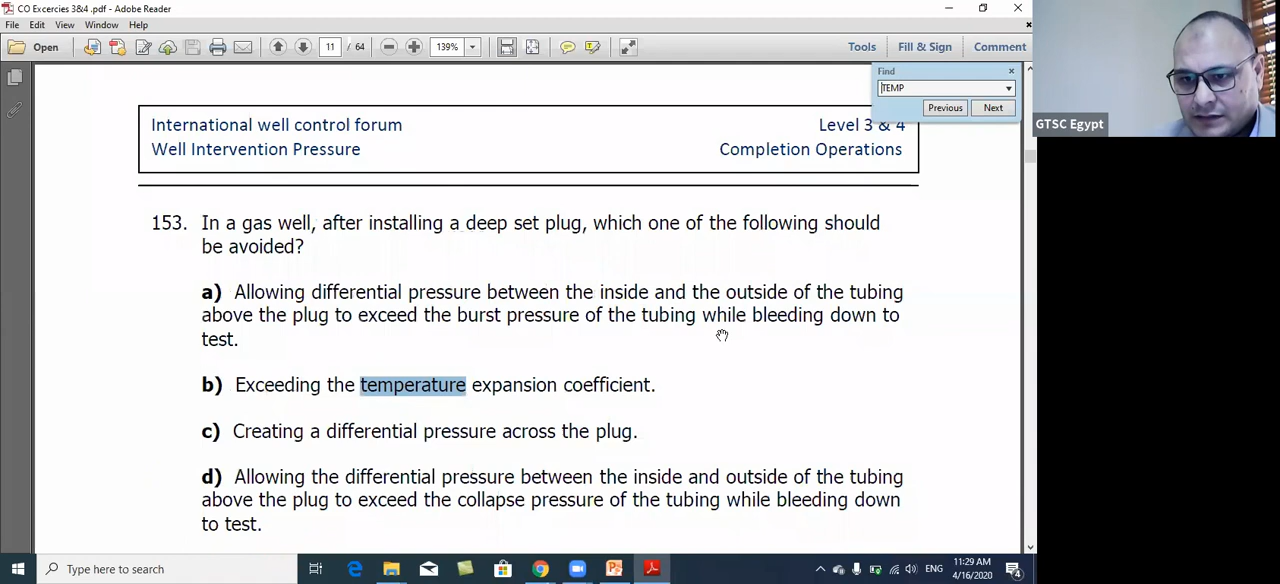 CO Excercies 3&4 .pdf - Adobe Reader
File Edit View Window Help
Open 11 / 64 139% Tools Fill & Sign Comment
Find
TEMP
Previous Next
GTSC Egypt
International well control forum Level 3 & 4
Well Intervention Pressure Completion Operations
153. In a gas well, after installing a deep set plug, which one of the following should
be avoided?
a) Allowing differential pressure between the inside and the outside of the tubing
above the plug to exceed the burst pressure of the tubing while bleeding down to
test.
b) Exceeding the temperature expansion coefficient.
c) Creating a differential pressure across the plug.
d) Allowing the differential pressure between the inside and outside of the tubing
above the plug to exceed the collapse pressure of the tubing while bleeding down
to test.
Type here to search
ENG
11:29 AM
4/16/2020
4